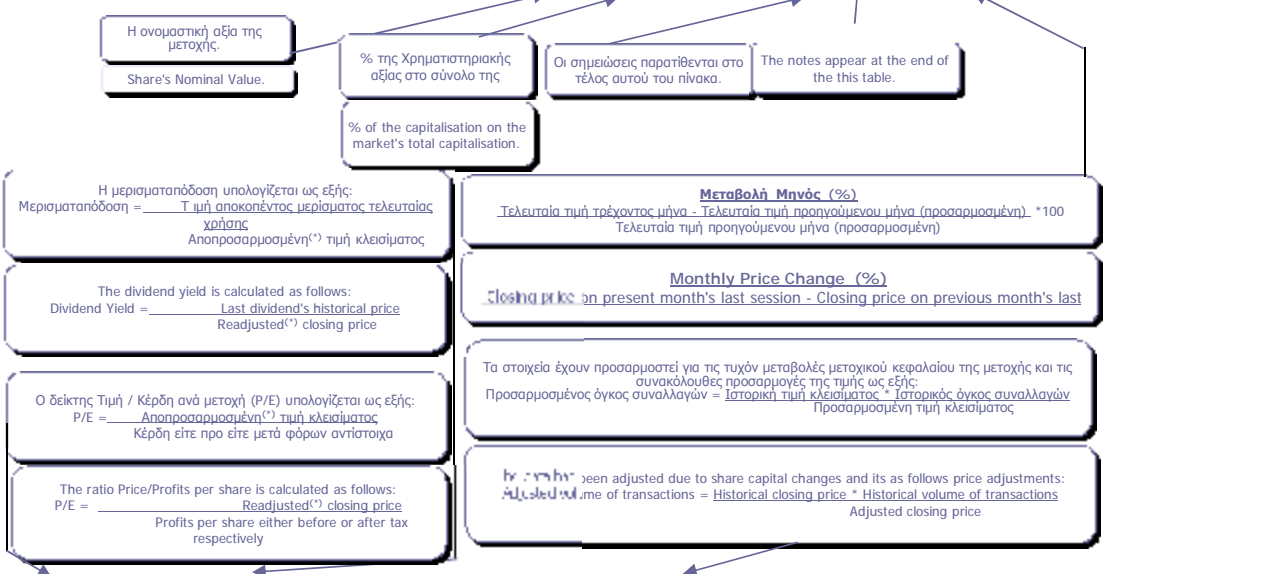 Η ονομαστική αξία της
μετοχής.
Share's Nominal Value.
% της Χρηματιστηριακής
αξίας στο σύνολο της
% of the capitalisation on the
market's total capitalisation.
Οι σημειώσεις παρατίθενται στο
τέλος αυτού του πίνακα.
The notes appear at the end of
the this table.
Η μερισματαπόδοση υπολογίζεται ως εξής:
Μερισματαπόδοση = Τ ιμή αποκοπέντος μερίσματος τελευταίας
χρήσης
Αποπροσαρμοσμένη(*) τιμή κλεισίματος
The dividend yield is calculated as follows:
Dividend Yield = Last dividend's historical price
Readjusted(*) closing price
Ο δείκτης Τιμή / Κέρδη ανά μετοχή (P/E) υπολογίζεται ως εξής:
P/E = Αποπροσαρμοσμένη(*) τιμή κλεισίματος
Κέρδη είτε προ είτε μετά φόρων αντίστοιχα
The ratio Price/Profits per share is calculated as follows:
P/E = Readjusted(*) closing price
Profits per share either before or after tax
respectively
Μεταβολή Μηνός (%)
Τελευταία τιμή τρέχοντος μήνα - Τελευταία τιμή προηγούμενου μήνα (προσαρμοσμένη) *100
Τελευταία τιμή προηγούμενου μήνα (προσαρμοσμένη)
Monthly Price Change (%)
Closing price on present month's last session - Closing price on previous month's last
Τα στοιχεία έχουν προσαρμοστεί για τις τυχόν μεταβολές μετοχικού κεφαλαίου της μετοχής και τις
συνακόλουθες προσαρμογές της τιμής ως εξής:
Προσαρμοσμένος όγκος συναλλαγών = Ιστορική τιμή κλεισίματος * Ιστορικός όγκος συναλλαγών
Προσαρμοσμένη τιμή κλεισίματος
been adjusted due to share capital changes and its as follows price adjustments:
Adjusted volume of transactions = Historical closing price * Historical volume of transactions
Adjusted closing price